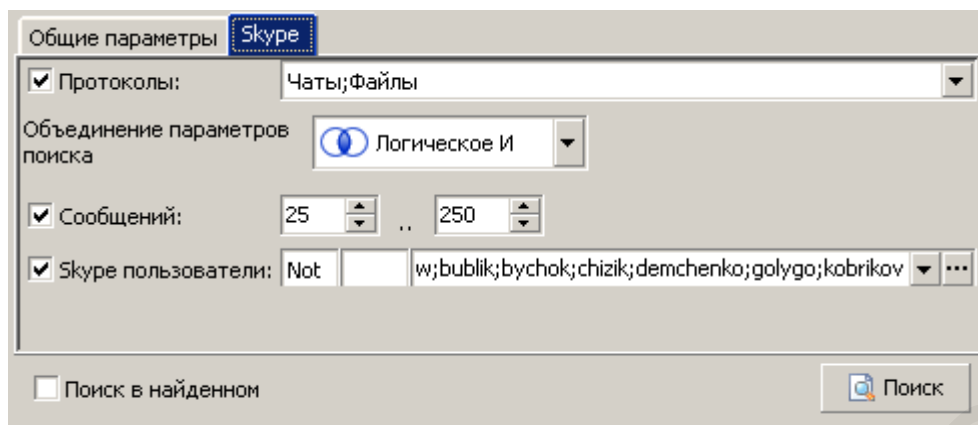 Общие параметры Skype
Протоколы: Чаты;Файлы
Объединение параметров
поиска
Логическое И
Сообщений: 25 .. 250
Skype пользователи: Not w;bublik;bychok;chizik;demchenko;golygo;kobrikov ...
Поиск в найденном Поиск